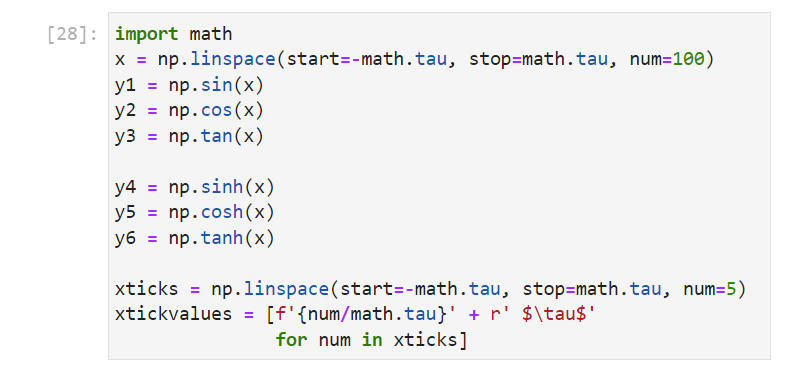 [28]: import math
x = np.linspace(start=-math.tau, stop=math.tau, num=100)
y1 = np.sin(x)
y2 = np.cos(x)
y3 = np.tan(x)
y4 = np.sinh(x)
y5 = np.cosh(x)
y6 = np.tanh(x)
xticks = np.linspace(start=-math.tau, stop=math.tau, num=5)
xtickvalues = [f'{num/math.tau}' + r' $\tau$'
for num in xticks]